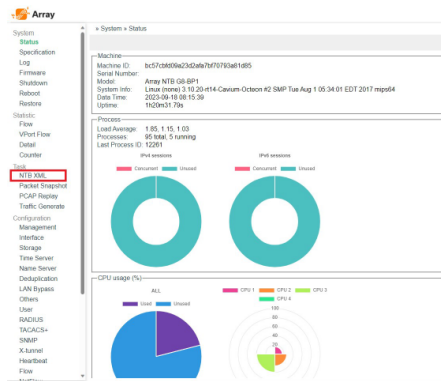 Array
System
Status
Specification
Log
Firmware
Shutdown
Reboot
Restore
Statistic
Flow
VPort Flow
Detail
Counter
Task
NTB XML
Packet Snapshot
PCAP Replay
Traffic Generate
Configuration
Management
Interface
Storage
Time Server
Name Server
Deduplication
LAN Bypass
Others
User
RADIUS
TACACS+
SNMP
X-tunnel
Heartbeat
Flow
» System » Status
Machine
Machine ID: bc57cbfd09a23d2afa7bf70793a81d85
Serial Number:
Model: Array NTB G8-BP1
System Info: Linux (none) 3.10.20-rt14-Cavium-Octeon #2 SMP Tue Aug 1 05:34:01 EDT 2017 mips64
Data Time: 2023-09-18 08:15:39
Uptime: 1h20m31.79s
Process
Load Average: 1.85, 1.15, 1.03
Processes: 95 total, 5 running
Last Process ID: 12261
IPv4 sessions
Concurrent Unused
IPv6 sessions
Concurrent Unused
CPU usage (%)
ALL
Used Unused
CPU 1 CPU 2 CPU 3
CPU 4
100
80
60
40
20